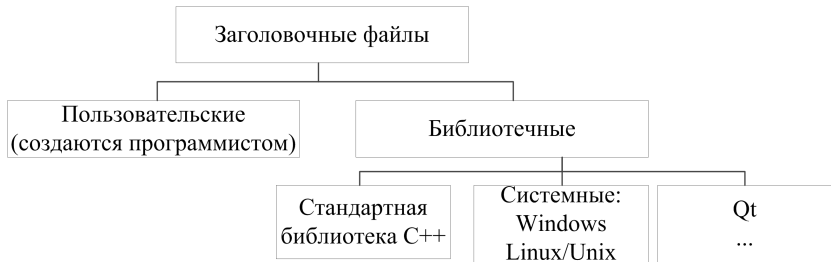 Заголовочные файлы
Пользовательские
(создаются программистом)
Библиотечные
Стандартная
библиотека C++
Системные:
Windows
Linux/Unix
Qt
...